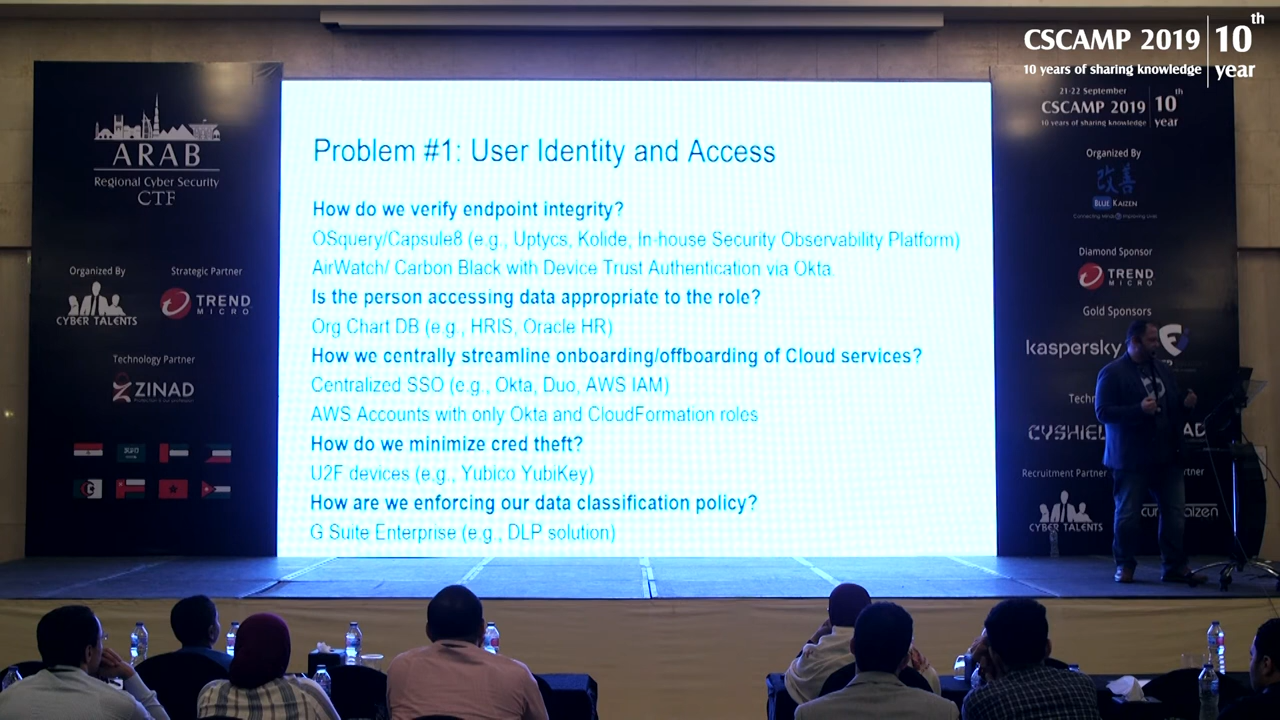 CSCAMP 2019 10th year
10 years of sharing knowledge
ARAB
Regional Cyber Security
CTF
Organized By
CYBER TALENTS
Strategic Partner
TREND MICRO
Technology Partner
ZINAD
Problem #1: User Identity and Access
How do we verify endpoint integrity?
OSquery/Capsule8 (e.g., Uptycs, Kolide, In-house Security Observability Platform)
AirWatch/ Carbon Black with Device Trust Authentication via Okta
Is the person accessing data appropriate to the role?
Org Chart DB (e.g., HRIS, Oracle HR)
How we centrally streamline onboarding/offboarding of Cloud services?
Centralized SSO (e.g., Okta, Duo, AWS IAM)
AWS Accounts with only Okta and CloudFormation roles
How do we minimize cred theft?
U2F devices (e.g., Yubico YubiKey)
How are we enforcing our data classification policy?
G Suite Enterprise (e.g., DLP solution)
21-22 September
CSCAMP 2019 10th year
10 years of sharing knowledge
Organized By
改善
BLUE KAIZEN
Diamond Sponsor
TREND MICRO
Gold Sponsors
kaspersky
Recruitment Partner
CYBER TALENTS